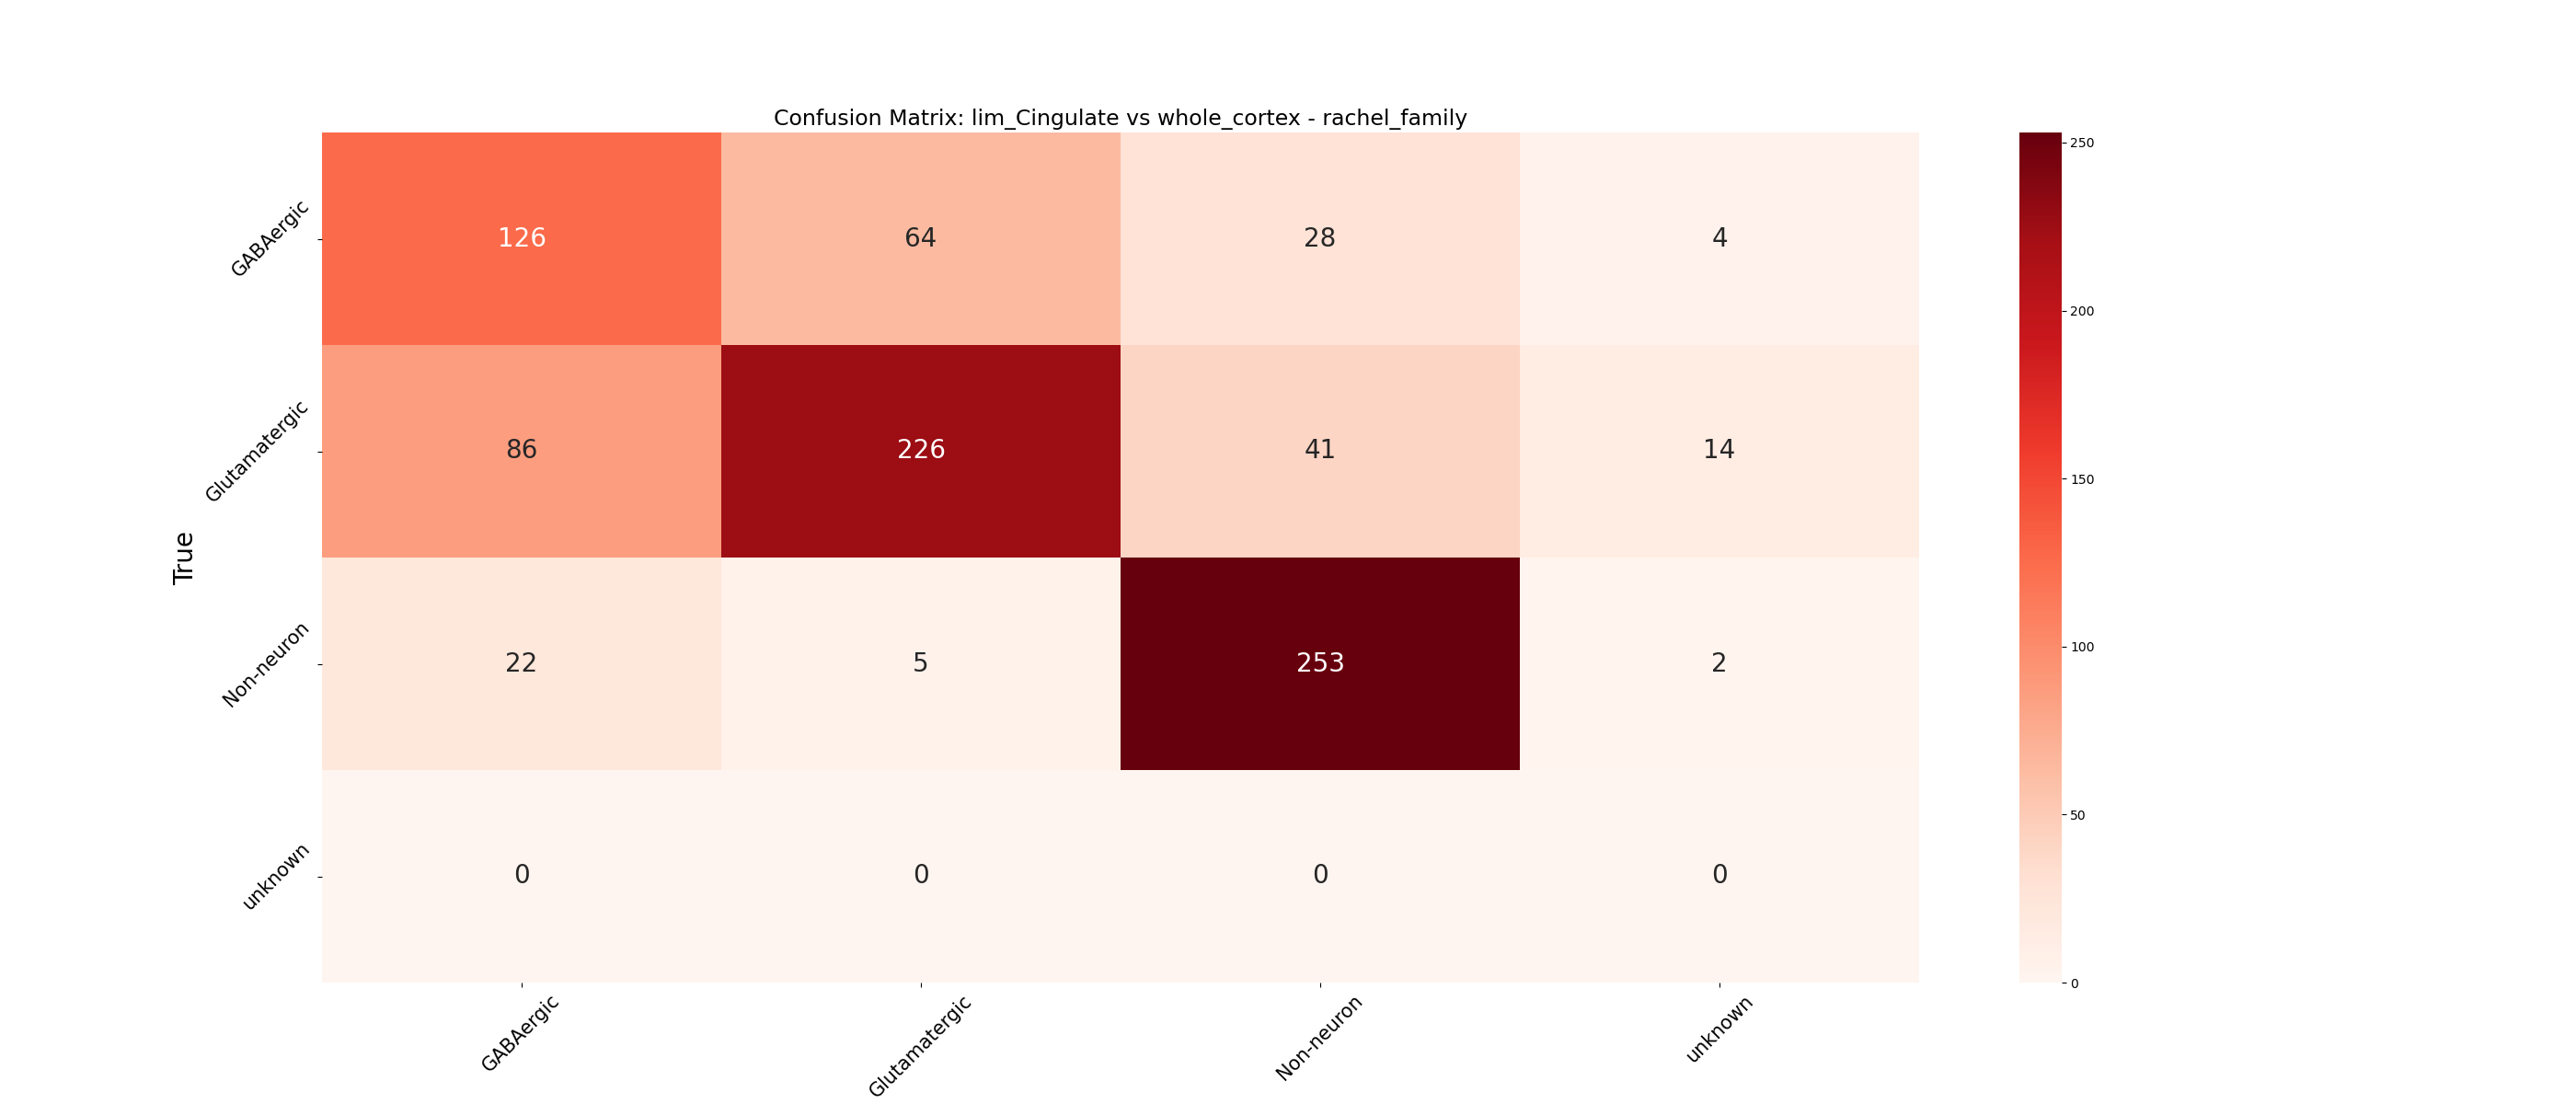 Confusion Matrix: lim_Cingulate vs whole_cortex - rachel_family
True
GABAergic
126 64 28 4
Glutamatergic
86 226 41 14
Non-neuron
22 5 253 2
unknown
0 0 0 0
GABAergic Glutamatergic Non-neuron unknown
250
200
150
100
50
0